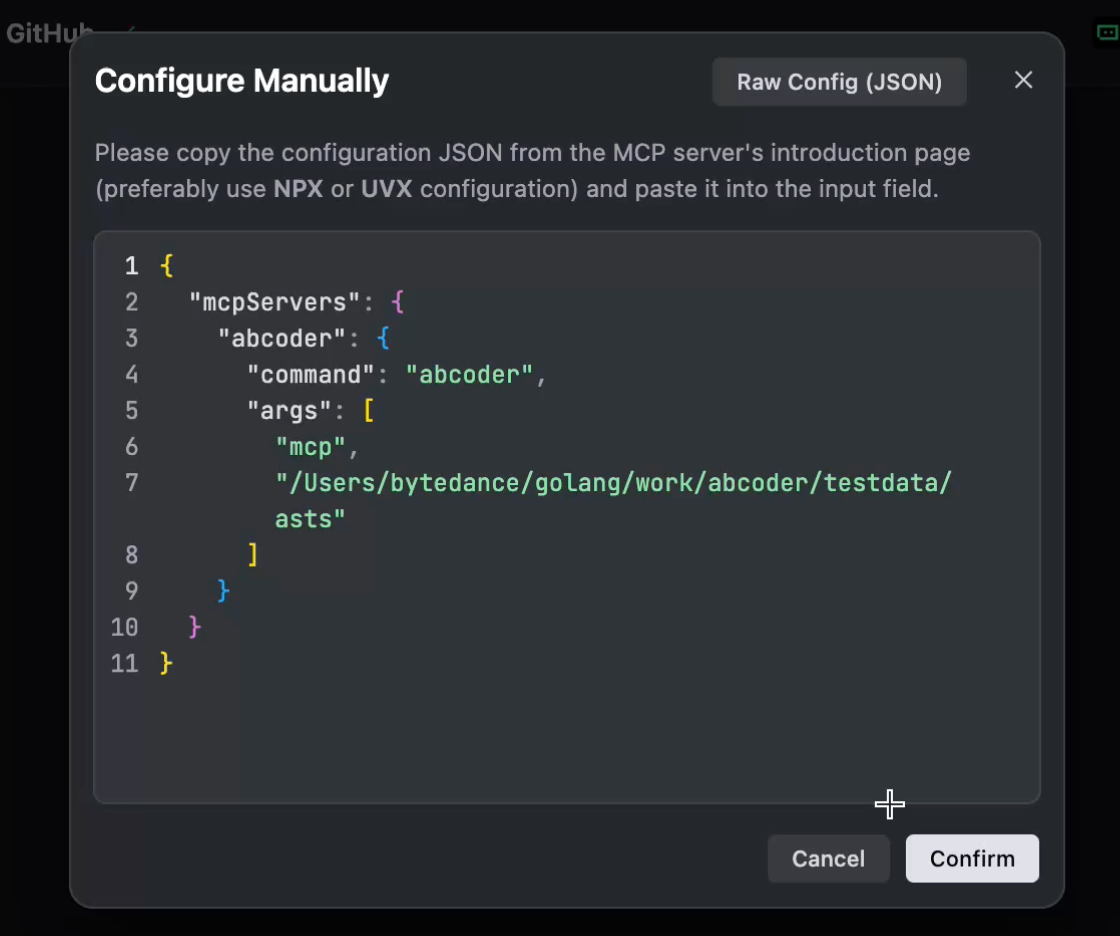 GitHub
Configure Manually
Raw Config (JSON)
Please copy the configuration JSON from the MCP server's introduction page
(preferably use NPX or UVX configuration) and paste it into the input field.
1 {
2 "mcpServers": {
3 "abcoder": {
4 "command": "abcoder",
5 "args": [
6 "mcp",
7 "/Users/bytedance/golang/work/abcoder/testdata/
asts"
8 ]
9 }
10 }
11 }
Cancel
Confirm